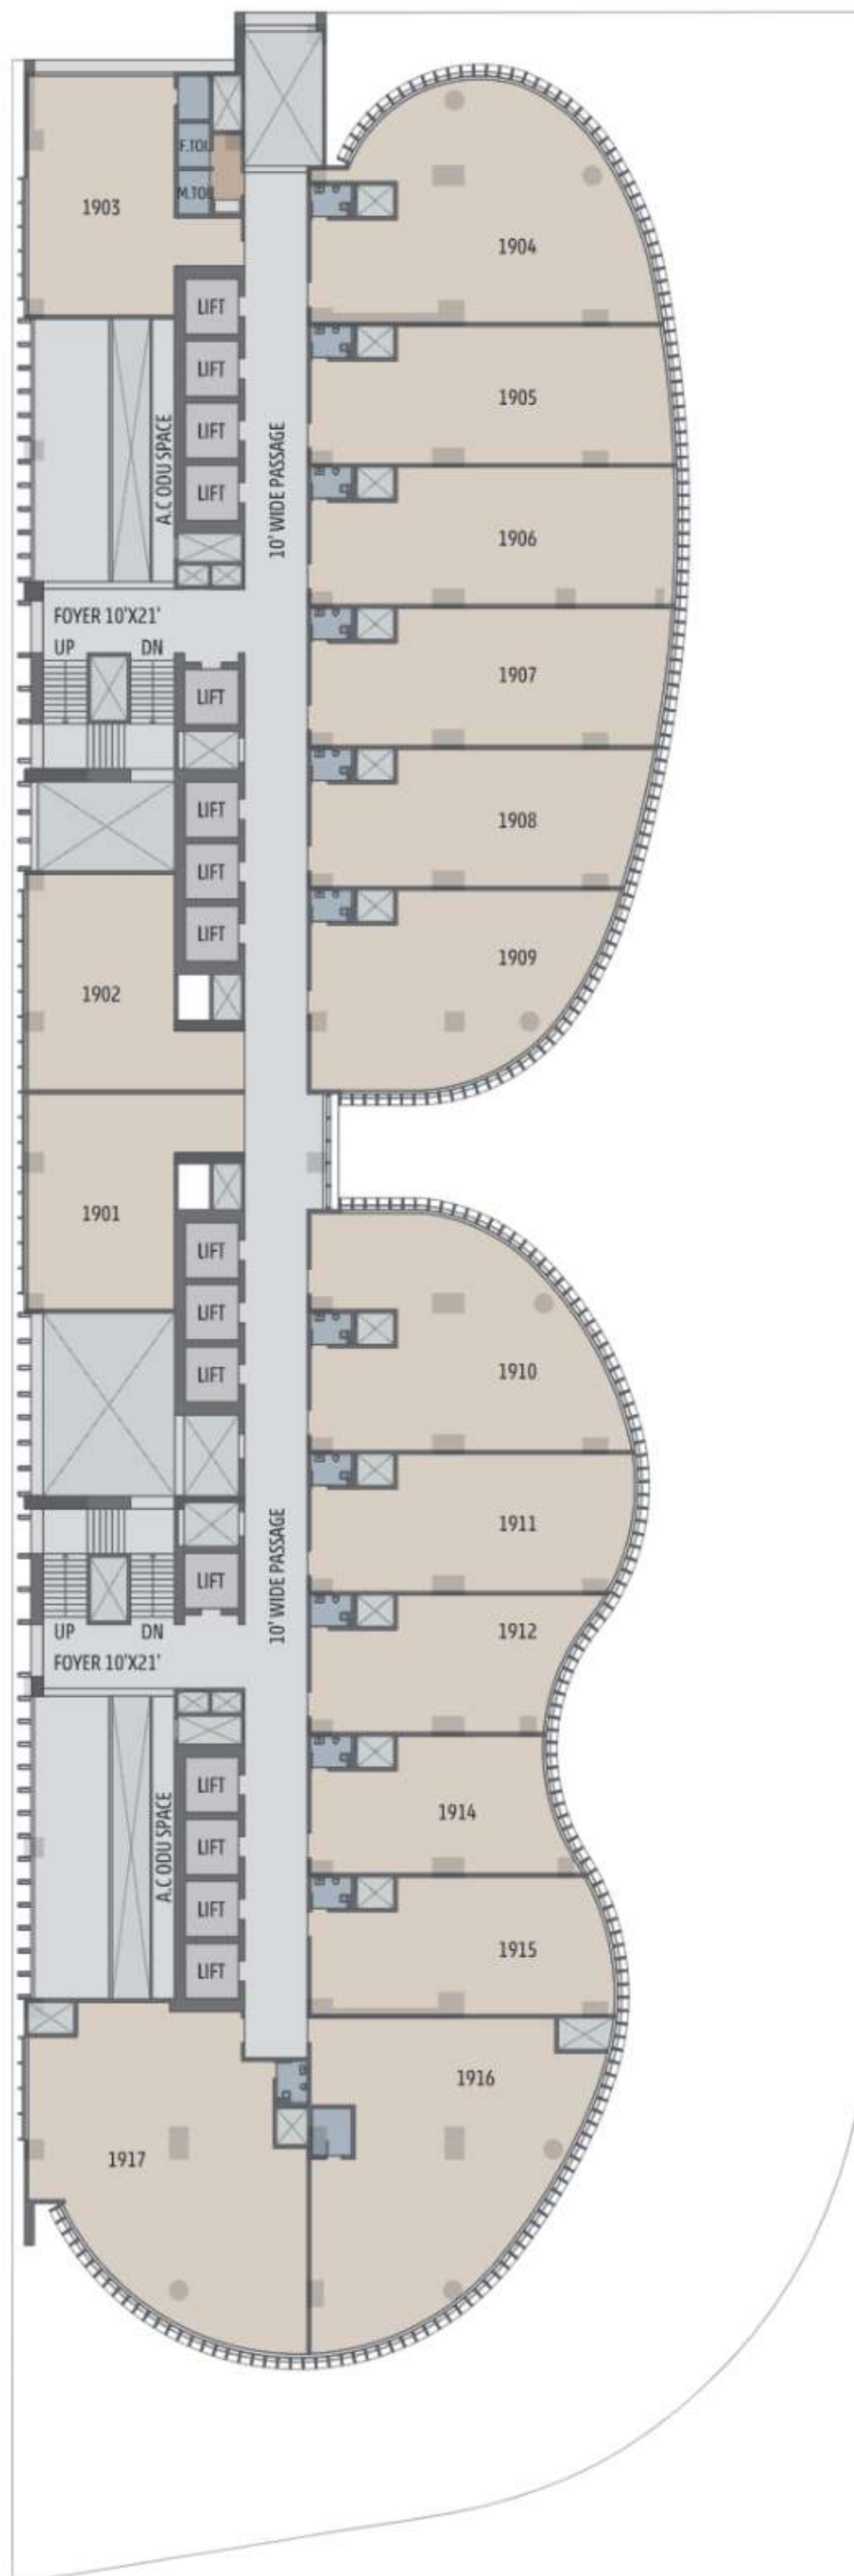 F.TOI
M.TOI
1903
1904
LIFT
LIFT
1905
A.C ODU SPACE
LIFT
10' WIDE PASSAGE
LIFT
1906
FOYER 10'X21'
UP
DN
1907
LIFT
LIFT
1908
LIFT
LIFT
1909
1902
1901
LIFT
LIFT
LIFT
1910
10' WIDE PASSAGE
1911
LIFT
UP
DN
1912
FOYER 10'X21'
LIFT
1914
A.C ODU SPACE
LIFT
LIFT
1915
LIFT
1916
1917